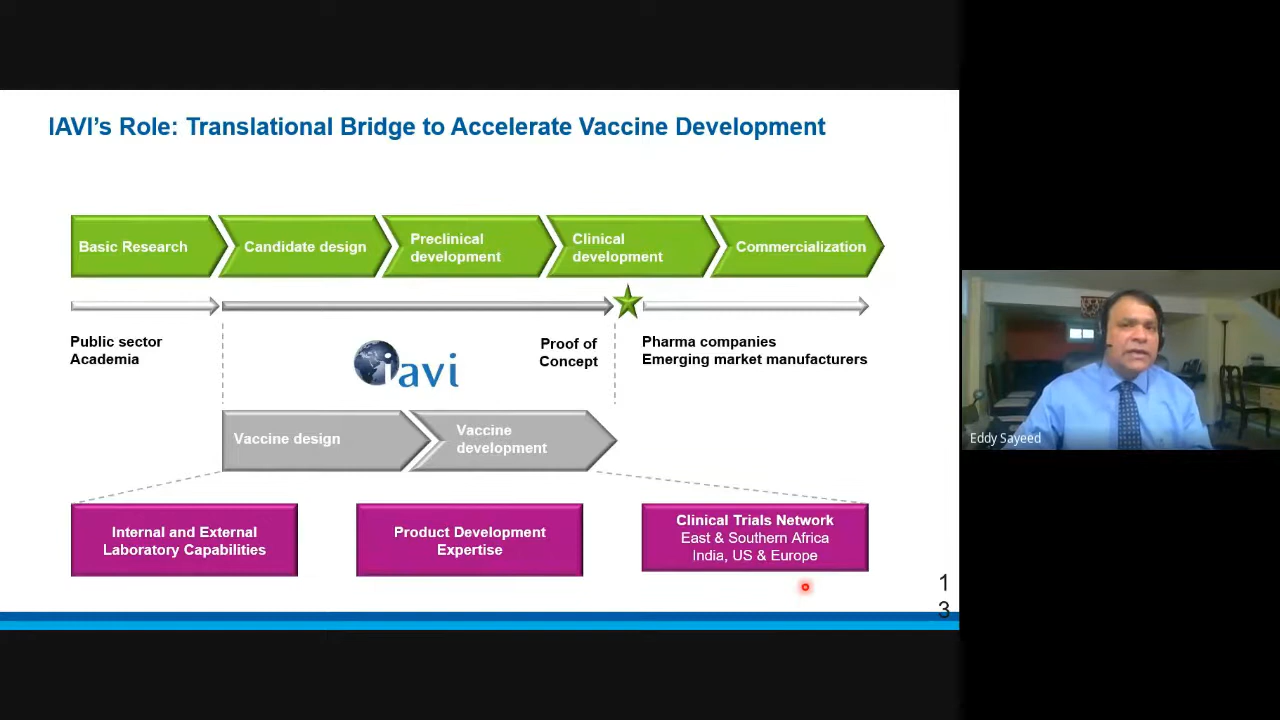 IAVI's Role: Translational Bridge to Accelerate Vaccine Development
Basic Research
Candidate design
Preclinical
development
Clinical
development
Commercialization
Public sector
Academia
iavi
Proof of
Concept
Pharma companies
Emerging market manufacturers
Vaccine design
Vaccine
development
Internal and External
Laboratory Capabilities
Product Development
Expertise
Clinical Trials Network
East & Southern Africa
India, US & Europe
1
3
Eddy Sayeed